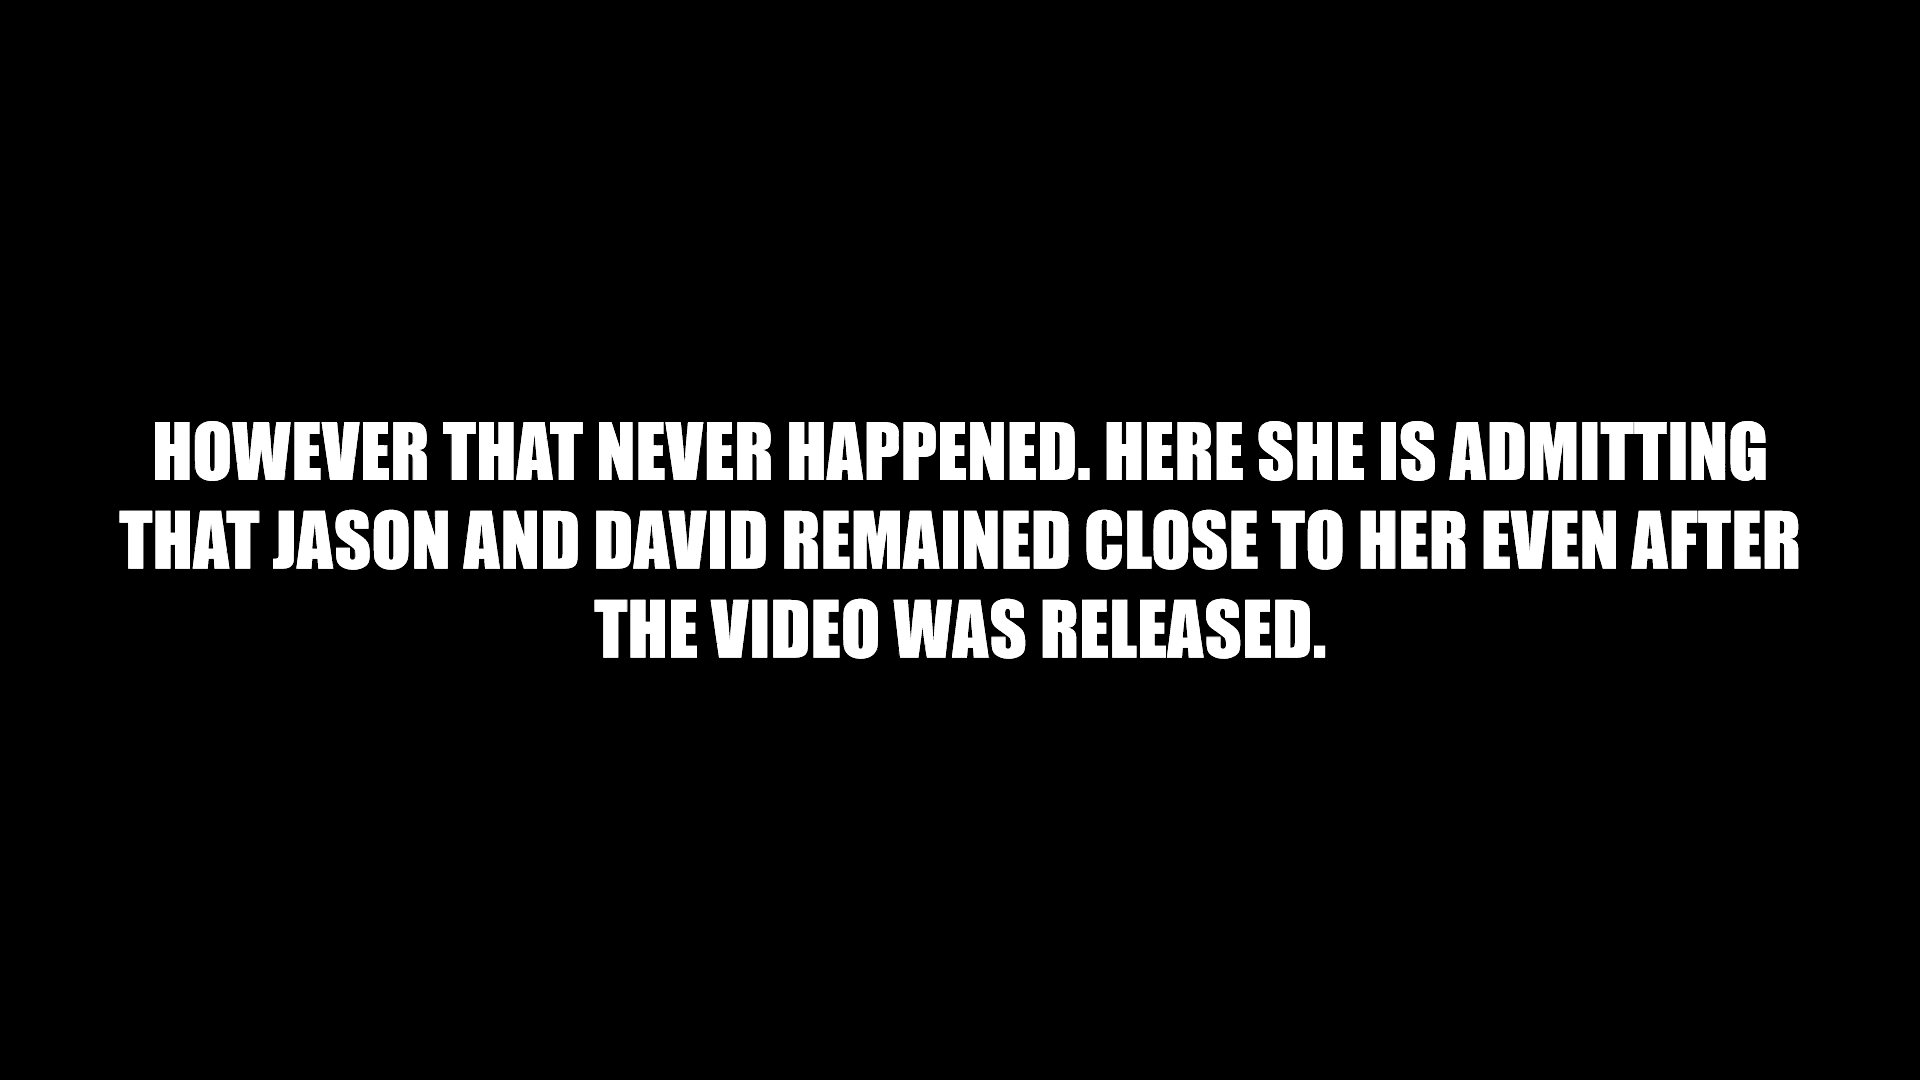 HOWEVER THAT NEVER HAPPENED. HERE SHE IS ADMITTING
THAT JASON AND DAVID REMAINED CLOSE TO HER EVEN AFTER
THE VIDEO WAS RELEASED.